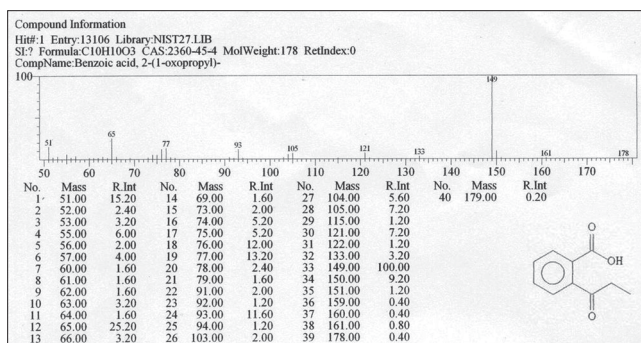 Compound Information
Hit#:1 Entry:13106 Library:NIST27.LIB
SI:? Formula:C10H10O3 CAS:2360-45-4 MolWeight:178 RetIndex:0
CompName:Benzoic acid, 2-(1-oxopropyl)-
100
149
51 65 77 93 105 121 133 161 178
50 60 70 80 90 100 110 120 130 140 150 160 170
No. Mass R.Int No. Mass R.Int No. Mass R.Int No. Mass R.Int
1 51.00 15.20 14 69.00 1.60 27 104.00 5.60 40 179.00 0.20
2 52.00 2.40 15 73.00 2.00 28 105.00 7.20
3 53.00 3.20 16 74.00 5.20 29 115.00 1.20
4 55.00 6.00 17 75.00 5.20 30 121.00 7.20
5 56.00 2.00 18 76.00 12.00 31 122.00 1.20
6 57.00 4.00 19 77.00 13.20 32 133.00 3.20
7 60.00 1.60 20 78.00 2.40 33 149.00 100.00
8 61.00 1.60 21 79.00 1.60 34 150.00 9.20
9 62.00 1.60 22 91.00 2.00 35 151.00 1.20
10 63.00 3.20 23 92.00 1.20 36 159.00 0.40
11 64.00 1.60 24 93.00 11.60 37 160.00 0.40
12 65.00 25.20 25 94.00 1.20 38 161.00 0.80
13 66.00 3.20 26 103.00 2.00 39 178.00 0.40
O
OH
O